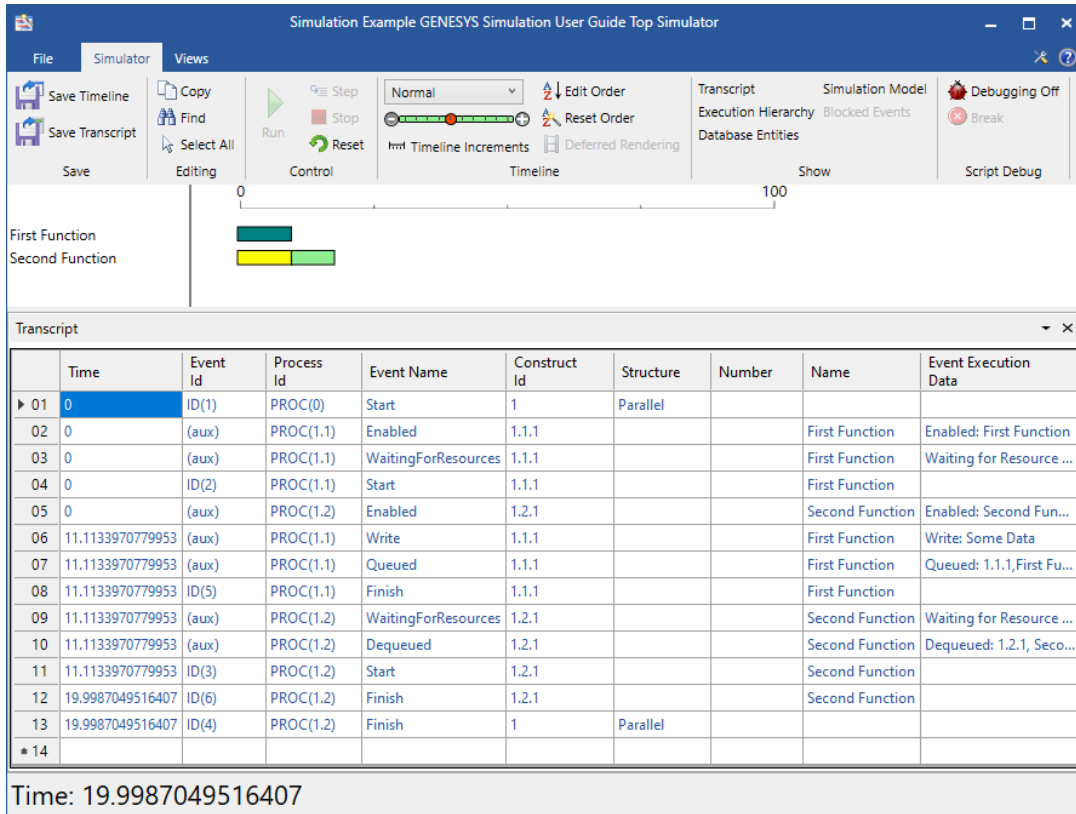 Simulation Example GENESYS Simulation User Guide Top Simulator
File Simulator Views
Save Timeline
Save Transcript
Save
Copy
Find
Select All
Editing
Run
Step
Stop
Reset
Control
Normal
Timeline Increments
Edit Order
Reset Order
Deferred Rendering
Timeline
Transcript Simulation Model
Execution Hierarchy Blocked Events
Database Entities
Show
Debugging Off
Break
Script Debug
0 100
First Function
Second Function
Transcript
Time Event Id Process Id Event Name Construct Id Structure Number Name Event Execution Data
01 0 ID(1) PROC(0) Start 1 Parallel
02 0 (aux) PROC(1.1) Enabled 1.1.1 First Function Enabled: First Function
03 0 (aux) PROC(1.1) WaitingForResources 1.1.1 First Function Waiting for Resource ...
04 0 ID(2) PROC(1.1) Start 1.1.1 First Function
05 0 (aux) PROC(1.2) Enabled 1.2.1 Second Function Enabled: Second Fun...
06 11.1133970779953 (aux) PROC(1.1) Write 1.1.1 First Function Write: Some Data
07 11.1133970779953 (aux) PROC(1.1) Queued 1.1.1 First Function Queued: 1.1.1,First Fu...
08 11.1133970779953 ID(5) PROC(1.1) Finish 1.1.1 First Function
09 11.1133970779953 (aux) PROC(1.2) WaitingForResources 1.2.1 Second Function Waiting for Resource ...
10 11.1133970779953 (aux) PROC(1.2) Dequeued 1.2.1 Second Function Dequeued: 1.2.1, Seco...
11 11.1133970779953 ID(3) PROC(1.2) Start 1.2.1 Second Function
12 19.9987049516407 ID(6) PROC(1.2) Finish 1.2.1 Second Function
13 19.9987049516407 ID(4) PROC(1.2) Finish 1 Parallel
14
Time: 19.9987049516407